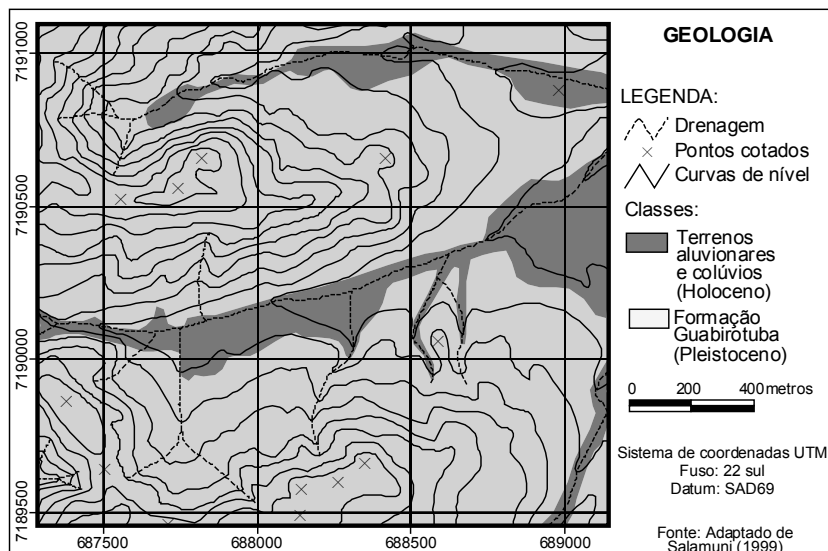 GEOLOGIA
LEGENDA:
Drenagem
Pontos cotados
Curvas de nível
Classes:
Terrenos
aluvionares
e colúvios
(Holoceno)
Formação
Guabirotuba
(Pleistoceno)
0 200 400 metros
Sistema de coordenadas UTM
Fuso: 22 sul
Datum: SAD69
Fonte: Adaptado de
Salamuni (1999)
7191000
7190500
7190000
7189500
687500 688000 688500 689000